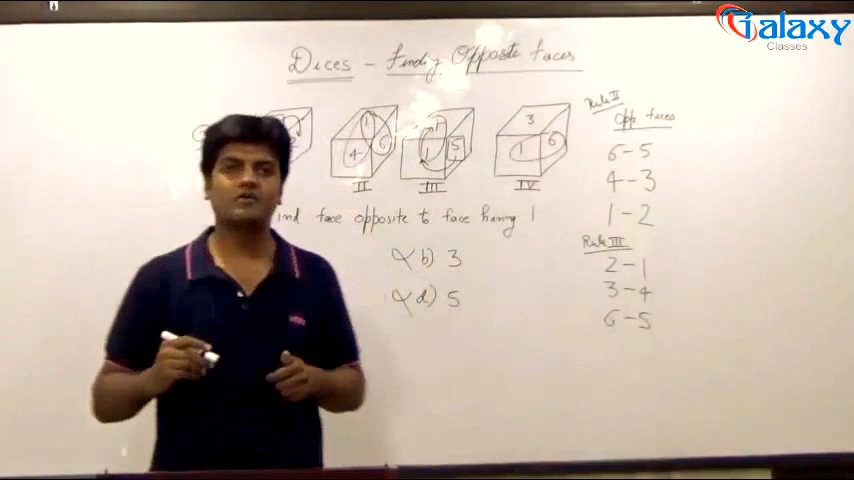 Galaxy
Classes
Dices - Finding Opposite Faces
Rule II
opp faces
2
1
4 6
1
5
3
1 6
II
III
IV
6-5
4-3
1-2
ind face opposite to face having 1
Rule III
b) 3
2-1
3-4
d) 5
6-5